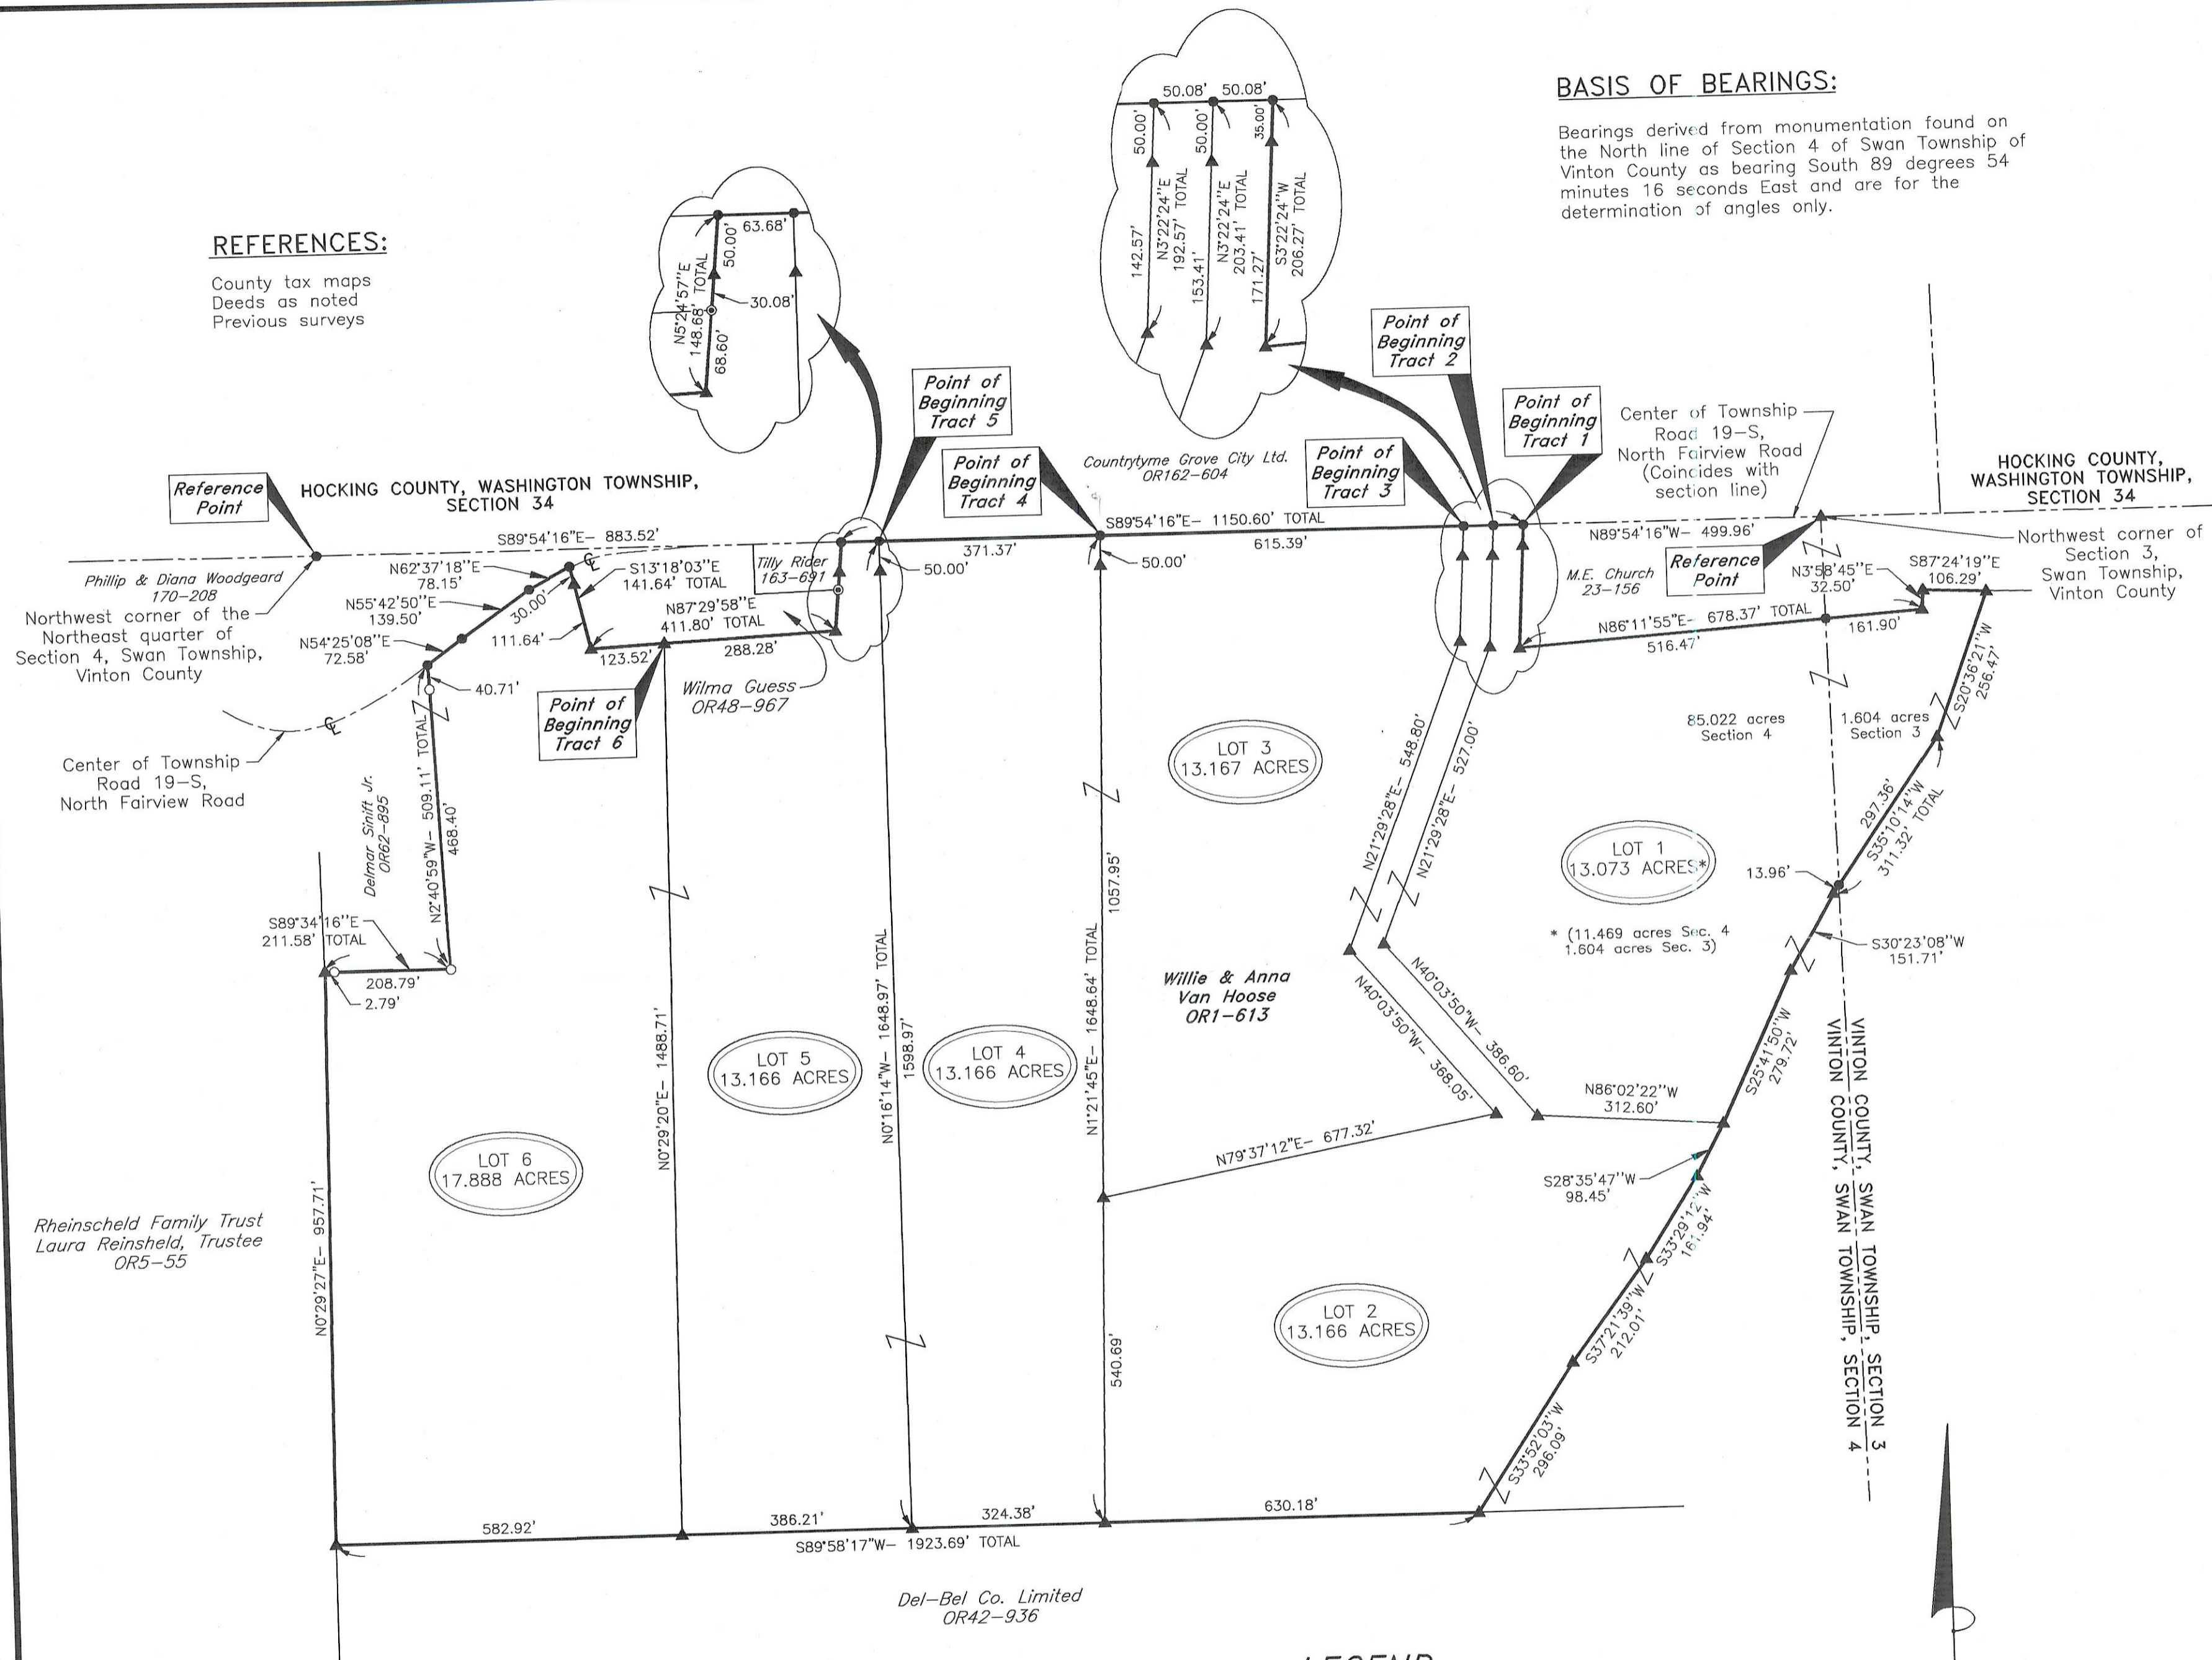 REFERENCES:
County tax maps
Deeds as noted
Previous surveys
BASIS OF BEARINGS:
Bearings derived from monumentation found on
the North line of Section 4 of Swan Township of
Vinton County as bearing South 89 degrees 54
minutes 16 seconds East and are for the
determination of angles only.
63.68'
50.00'
N5°24'57"E
148.68' TOTAL
30.08'
68.60'
50.08'
50.08'
50.00'
50.00'
35.00'
142.57'
N3°22'24"E
192.57' TOTAL
153.41'
N3°22'24"E
203.41' TOTAL
171.27'
S3°22'24"W
206.27' TOTAL
Point of
Beginning
Tract 5
Point of
Beginning
Tract 4
Countrytyme Grove City Ltd.
OR162-604
Point of
Beginning
Tract 3
Point of
Beginning
Tract 2
Point of
Beginning
Tract 1
Center of Township
Road 19-S,
North Fairview Road
(Coincides with
section line)
HOCKING COUNTY,
WASHINGTON TOWNSHIP,
SECTION 34
Reference
Point
HOCKING COUNTY, WASHINGTON TOWNSHIP,
SECTION 34
S89°54'16"E- 883.52'
371.37'
50.00'
S89°54'16"E- 1150.60' TOTAL
615.39'
50.00'
N89°54'16"W- 499.96'
Reference
Point
Northwest corner of
Section 3,
Swan Township,
Vinton County
Phillip & Diana Woodgeard
170-208
Northwest corner of the
Northeast quarter of
Section 4, Swan Township,
Vinton County
N62°37'18"E
78.15'
N55°42'50"E
139.50'
N54°25'08"E
72.58'
30.00'
S13°18'03"E
141.64' TOTAL
111.64'
Tilly Rider
163-691
N87°29'58"E
411.80' TOTAL
123.52'
288.28'
Wilma Guess
OR48-967
Point of
Beginning
Tract 6
40.71'
M.E. Church
23-156
N3°58'45"E
32.50'
S87°24'19"E
106.29'
N86°11'55"E- 678.37' TOTAL
516.47'
161.90'
S20°36'21"W
256.47'
Center of Township
Road 19-S,
North Fairview Road
Delmar Sinift Jr.
OR62-895
N2°40'59"W- 509.11' TOTAL
468.40'
S89°34'16"E
211.58' TOTAL
208.79'
2.79'
LOT 3
13.167 ACRES
85.022 acres
Section 4
1.604 acres
Section 3
N21°29'28"E- 548.80'
N21°29'28"E- 527.00'
LOT 1
13.073 ACRES*
* (11.469 acres Sec. 4
1.604 acres Sec. 3)
297.36'
S35°10'14"W
311.32' TOTAL
13.96'
S30°23'08"W
151.71'
S25°41'50"W
279.72'
Willie & Anna
Van Hoose
OR1-613
N40°03'50"W- 368.05'
N40°03'50"W- 386.60'
N86°02'22"W
312.60'
N79°37'12"E- 677.32'
S28°35'47"W
98.45'
S33°29'12"W
161.94'
S37°21'39"W
212.01'
S33°52'03"W
296.09'
VINTON COUNTY, SWAN TOWNSHIP, SECTION 3
VINTON COUNTY, SWAN TOWNSHIP, SECTION 4
LOT 5
13.166 ACRES
LOT 4
13.166 ACRES
LOT 6
17.888 ACRES
LOT 2
13.166 ACRES
N0°29'20"E- 1488.71'
N0°16'14"W- 1648.97' TOTAL
1598.97'
N1°21'45"E- 1648.64' TOTAL
1057.95'
540.69'
Rheinscheld Family Trust
Laura Reinsheld, Trustee
OR5-55
N0°29'27"E- 957.71'
582.92'
386.21'
324.38'
630.18'
S89°58'17"W- 1923.69' TOTAL
Del-Bel Co. Limited
OR42-936
LEGEND